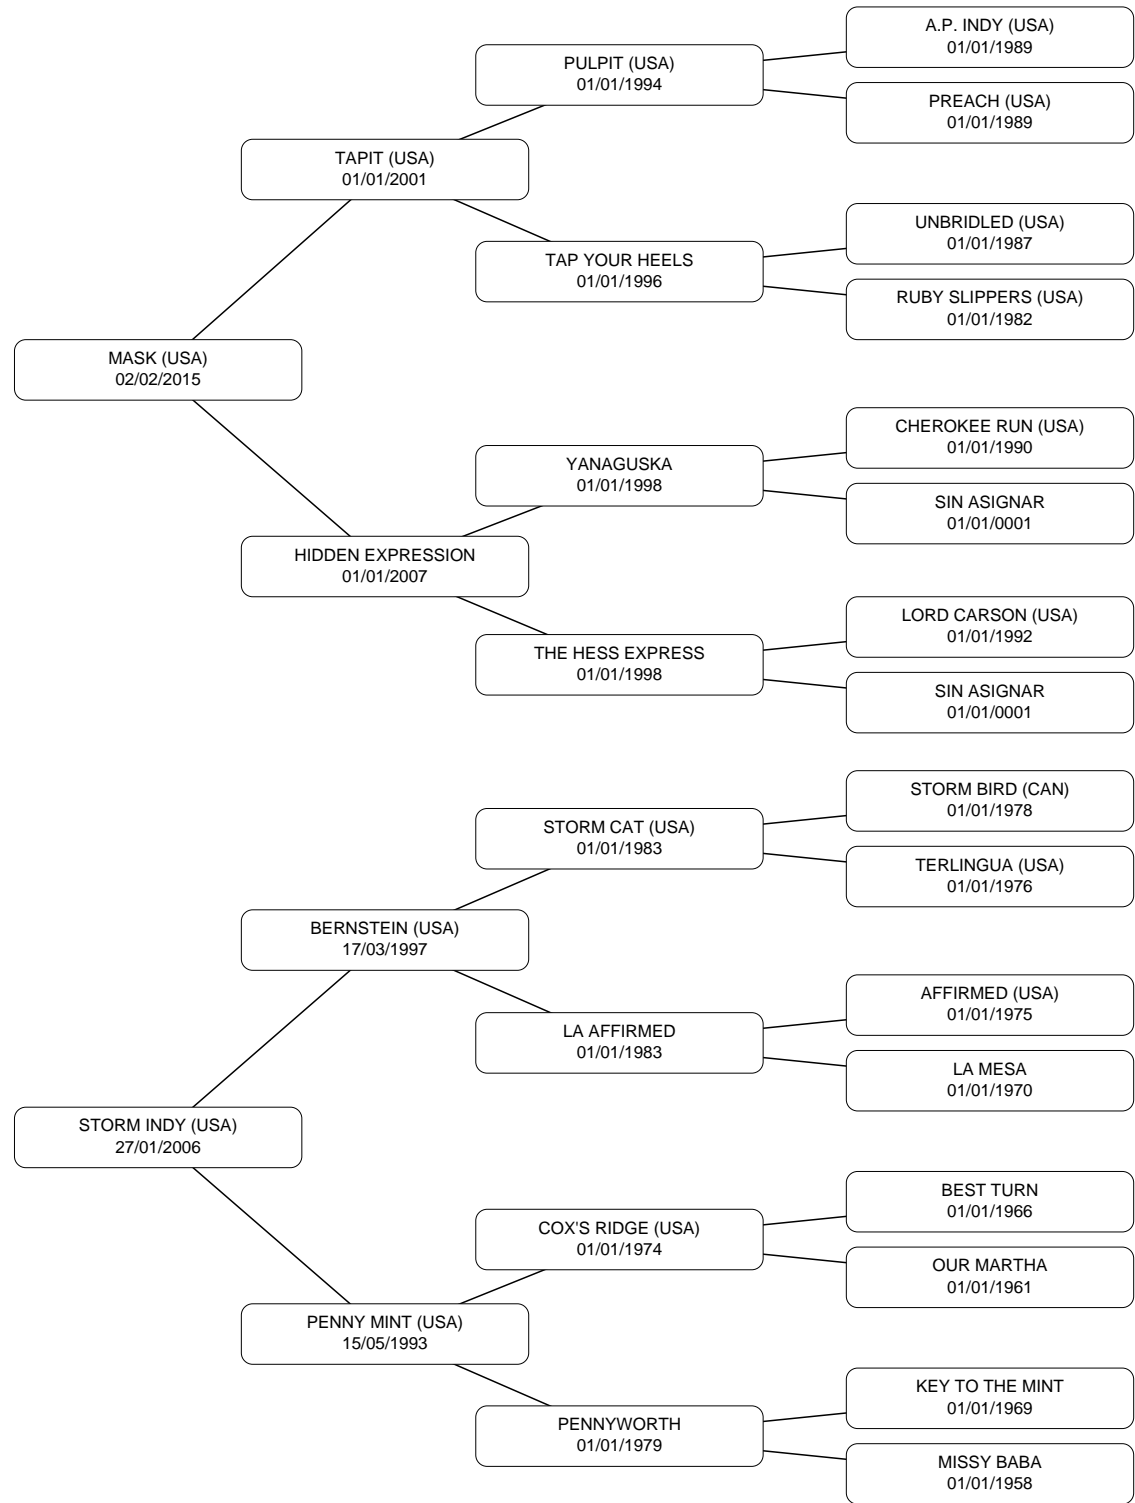 A.P. INDY (USA)
01/01/1989
PULPIT (USA)
01/01/1994
PREACH (USA)
01/01/1989
TAPIT (USA)
01/01/2001
UNBRIDLED (USA)
01/01/1987
TAP YOUR HEELS
01/01/1996
RUBY SLIPPERS (USA)
01/01/1982
MASK (USA)
02/02/2015
CHEROKEE RUN (USA)
01/01/1990
YANAGUSKA
01/01/1998
SIN ASIGNAR
01/01/0001
HIDDEN EXPRESSION
01/01/2007
LORD CARSON (USA)
01/01/1992
THE HESS EXPRESS
01/01/1998
SIN ASIGNAR
01/01/0001
STORM BIRD (CAN)
01/01/1978
STORM CAT (USA)
01/01/1983
TERLINGUA (USA)
01/01/1976
BERNSTEIN (USA)
17/03/1997
AFFIRMED (USA)
01/01/1975
LA AFFIRMED
01/01/1983
LA MESA
01/01/1970
STORM INDY (USA)
27/01/2006
BEST TURN
01/01/1966
COX'S RIDGE (USA)
01/01/1974
OUR MARTHA
01/01/1961
PENNY MINT (USA)
15/05/1993
KEY TO THE MINT
01/01/1969
PENNYWORTH
01/01/1979
MISSY BABA
01/01/1958